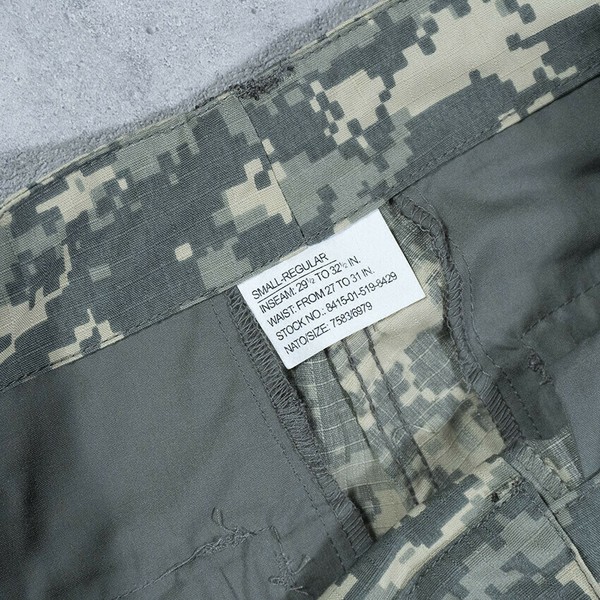 SMALL-REGULAR
INSEAM: 29½ TO 32½ IN.
WAIST: FROM 27 TO 31 IN.
STOCK NO.: 8415-01-519-8429
NATO/SIZE: 7583/6979